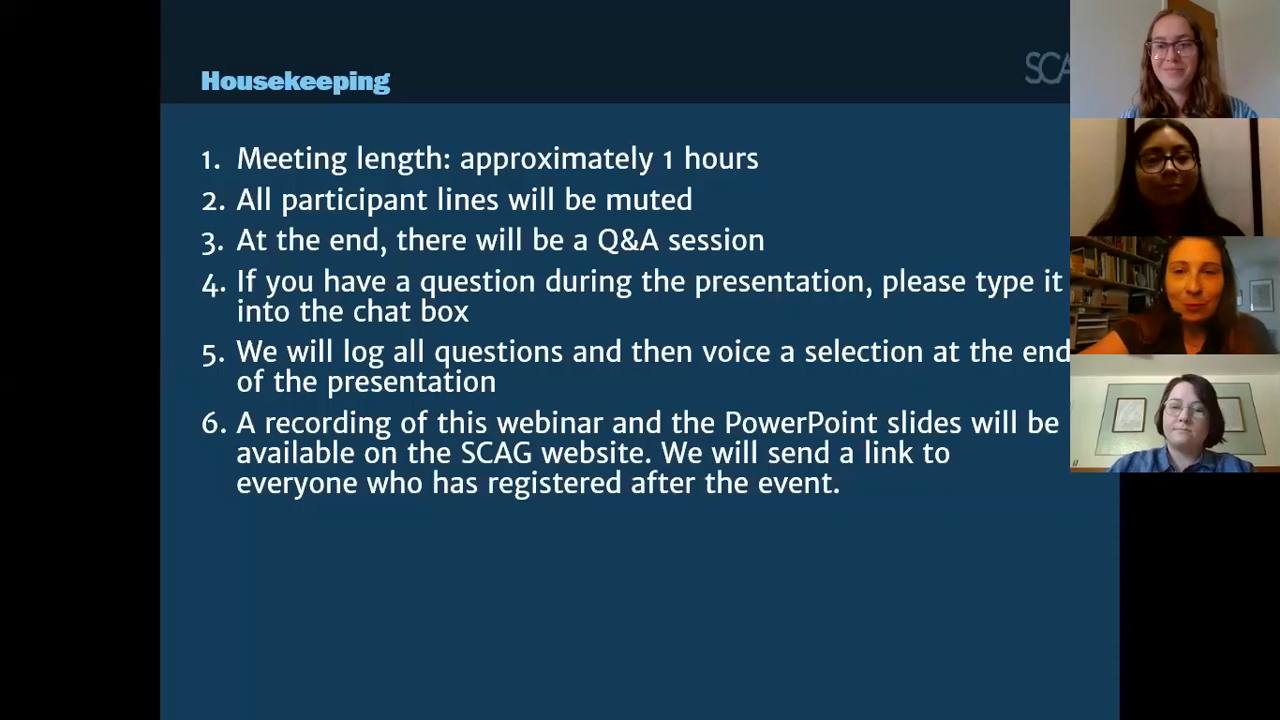 Housekeeping
SCA
1. Meeting length: approximately 1 hours
2. All participant lines will be muted
3. At the end, there will be a Q&A session
4. If you have a question during the presentation, please type it
into the chat box
5. We will log all questions and then voice a selection at the end
of the presentation
6. A recording of this webinar and the PowerPoint slides will be
available on the SCAG website. We will send a link to
everyone who has registered after the event.